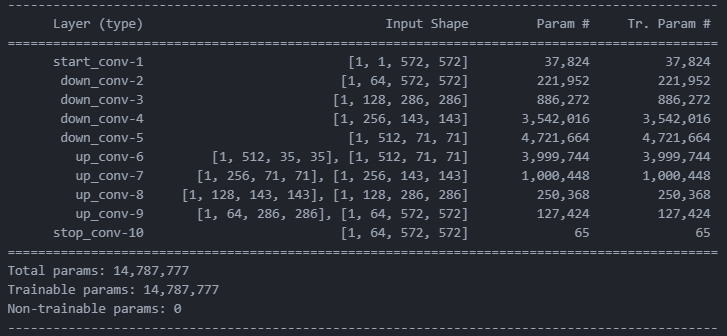 --------------------------------------------------------------------------------------
Layer (type) Input Shape Param # Tr. Param #
======================================================================================
start_conv-1 [1, 1, 572, 572] 37,824 37,824
down_conv-2 [1, 64, 572, 572] 221,952 221,952
down_conv-3 [1, 128, 286, 286] 886,272 886,272
down_conv-4 [1, 256, 143, 143] 3,542,016 3,542,016
down_conv-5 [1, 512, 71, 71] 4,721,664 4,721,664
up_conv-6 [1, 512, 35, 35], [1, 512, 71, 71] 3,999,744 3,999,744
up_conv-7 [1, 256, 71, 71], [1, 256, 143, 143] 1,000,448 1,000,448
up_conv-8 [1, 128, 143, 143], [1, 128, 286, 286] 250,368 250,368
up_conv-9 [1, 64, 286, 286], [1, 64, 572, 572] 127,424 127,424
stop_conv-10 [1, 64, 572, 572] 65 65
======================================================================================
Total params: 14,787,777
Trainable params: 14,787,777
Non-trainable params: 0
--------------------------------------------------------------------------------------